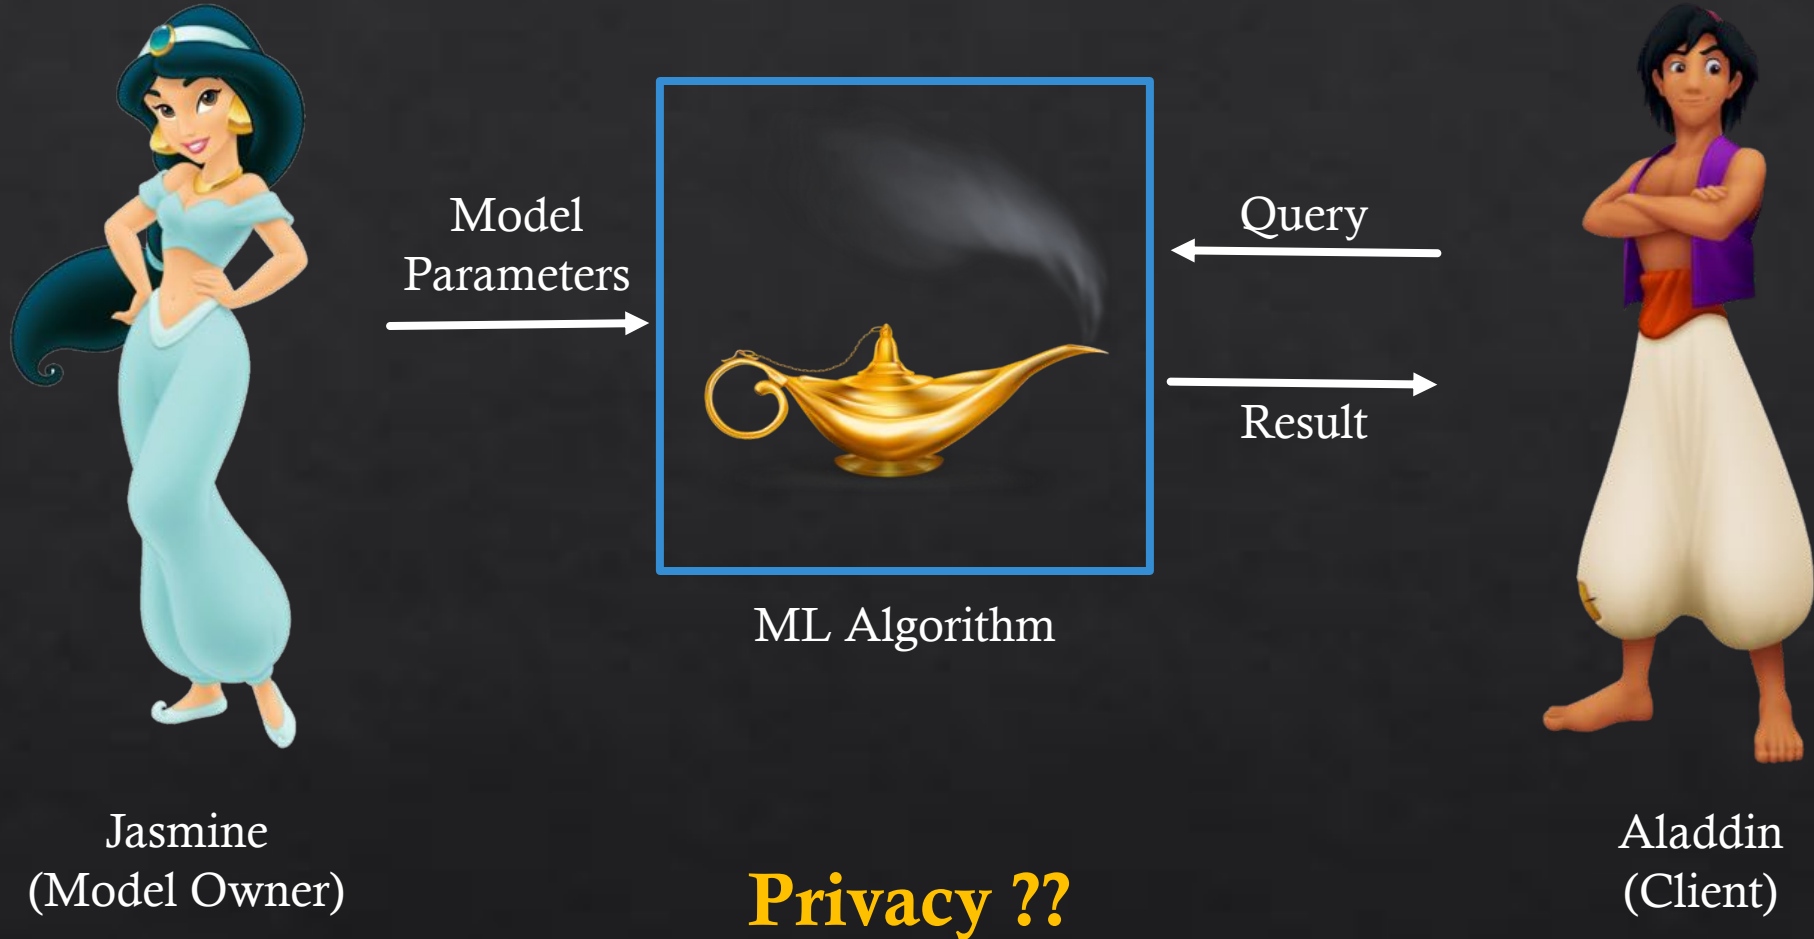 Model
Parameters
Query
Result
ML Algorithm
Jasmine
(Model Owner)
Aladdin
(Client)
Privacy ??